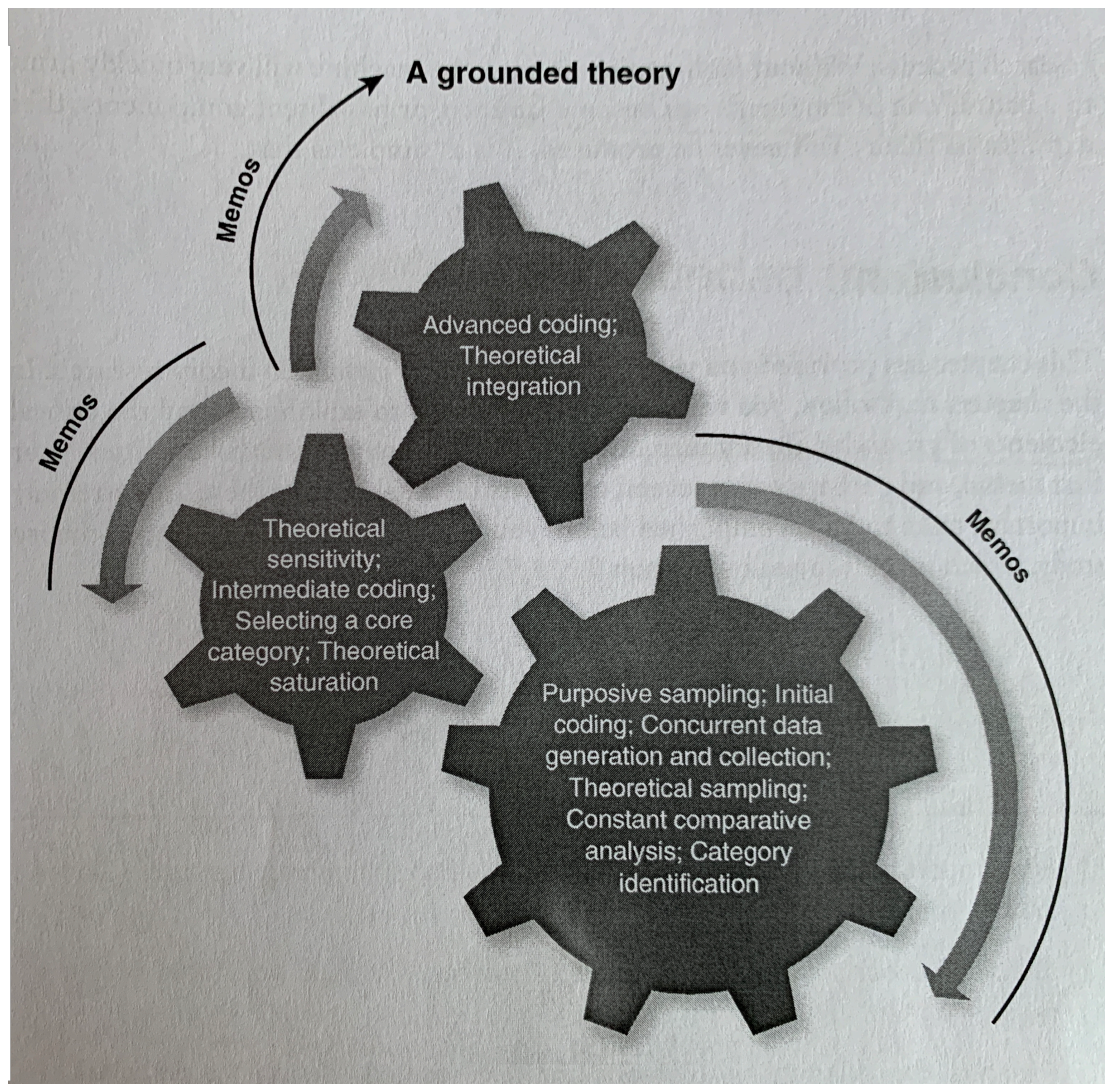 A grounded theory
Memos
Advanced coding;
Theoretical
integration
Memos
Theoretical
sensitivity;
Intermediate coding;
Selecting a core
category; Theoretical
saturation
Memos
Purposive sampling; Initial
coding; Concurrent data
generation and collection;
Theoretical sampling;
Constant comparative
analysis; Category
identification